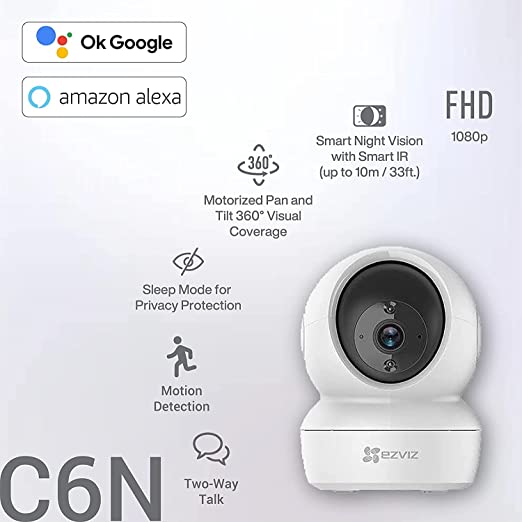 Ok Google
amazon alexa
FHD
1080p
Smart Night Vision
with Smart IR
(up to 10m / 33ft.)
360°
Motorized Pan and
Tilt 360° Visual
Coverage
Sleep Mode for
Privacy Protection
Motion
Detection
Two-Way
Talk
ezviz
C6N